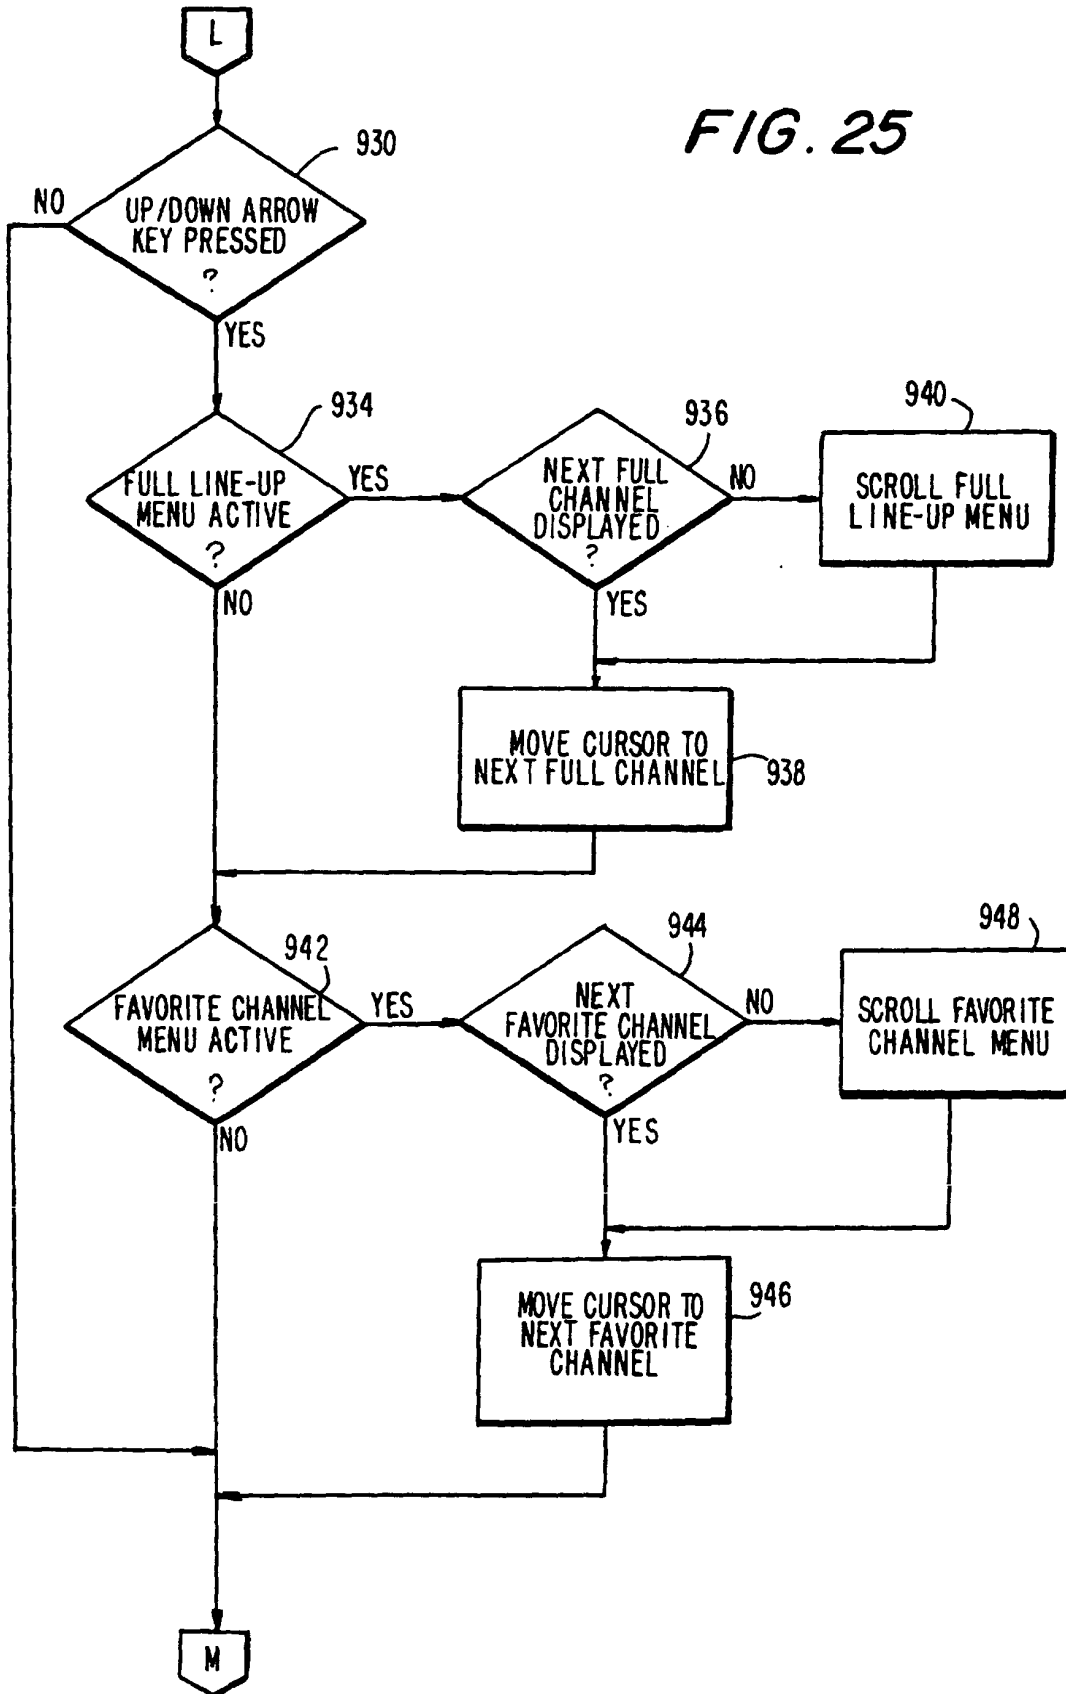 L
FIG. 25
930
NO
UP/DOWN ARROW
KEY PRESSED
?
YES
934
FULL LINE-UP
MENU ACTIVE
?
YES
NO
936
NEXT FULL
CHANNEL
DISPLAYED
?
NO
YES
940
SCROLL FULL
LINE-UP MENU
MOVE CURSOR TO
NEXT FULL CHANNEL
938
942
FAVORITE CHANNEL
MENU ACTIVE
?
YES
NO
944
NEXT
FAVORITE CHANNEL
DISPLAYED
?
NO
YES
948
SCROLL FAVORITE
CHANNEL MENU
MOVE CURSOR TO
NEXT FAVORITE
CHANNEL
946
M